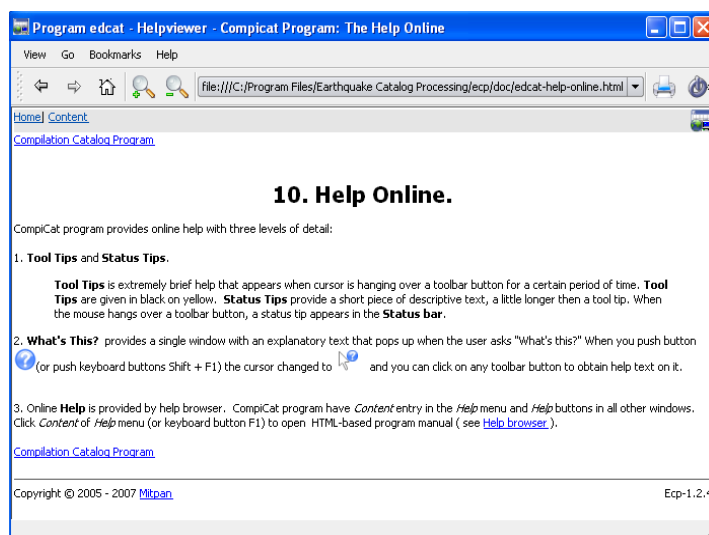 Program edcat - Helpviewer - Compicat Program: The Help Online
View Go Bookmarks Help
file:///C:/Program Files/Earthquake Catalog Processing/ecp/doc/edcat-help-online.html
Home| Content
Compilation Catalog Program
10. Help Online.
CompiCat program provides online help with three levels of detail:
1. Tool Tips and Status Tips.
Tool Tips is extremely brief help that appears when cursor is hanging over a toolbar button for a certain period of time. Tool
Tips are given in black on yellow. Status Tips provide a short piece of descriptive text, a little longer then a tool tip. When
the mouse hangs over a toolbar button, a status tip appears in the Status bar.
2. What's This? provides a single window with an explanatory text that pops up when the user asks "What's this?" When you push button
(or push keyboard buttons Shift + F1) the cursor changed to and you can click on any toolbar button to obtain help text on it.
3. Online Help is provided by help browser. CompiCat program have Content entry in the Help menu and Help buttons in all other windows.
Click Content of Help menu (or keyboard button F1) to open HTML-based program manual ( see Help browser ).
Compilation Catalog Program
Copyright © 2005 - 2007 Mitpan Ecp-1.2.4